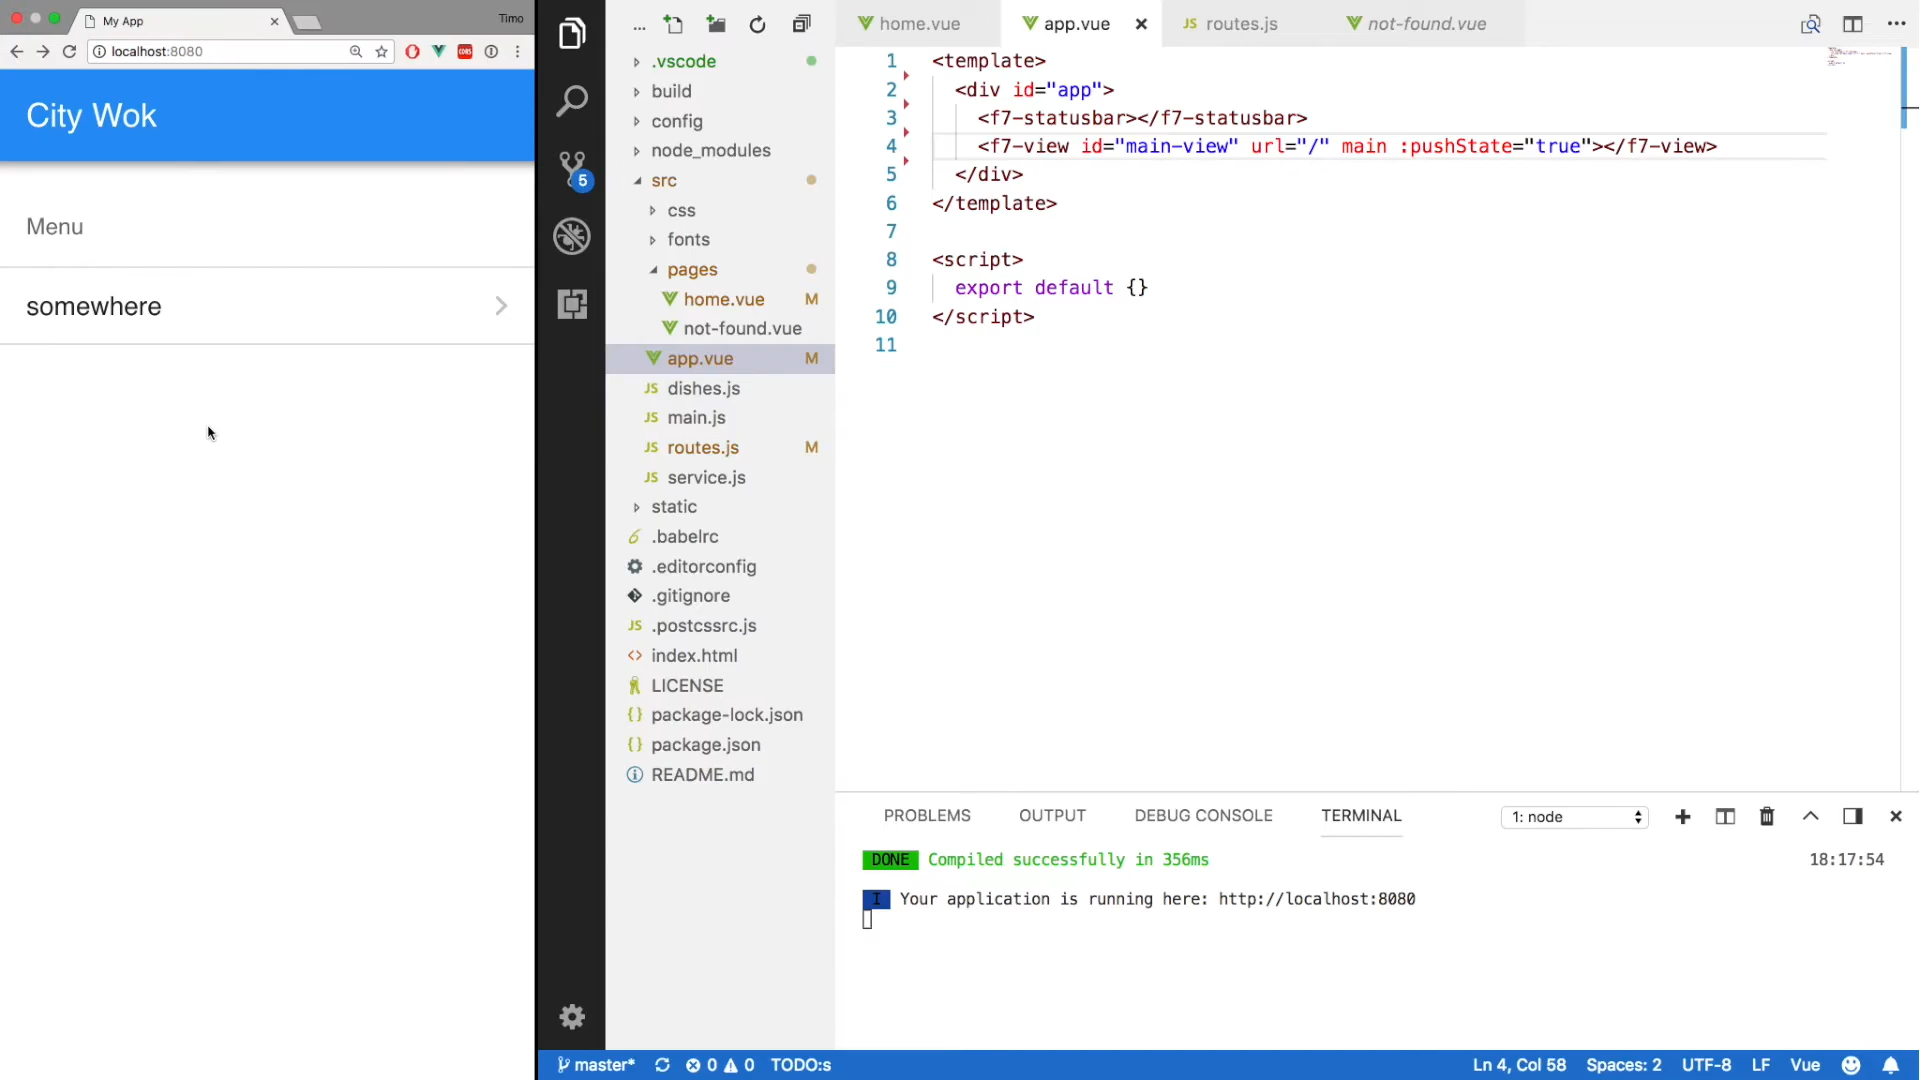 My App
Timo
localhost:8080
City Wok
Menu
somewhere
5
...
.vscode
build
config
node_modules
src
css
fonts
pages
home.vue M
not-found.vue
app.vue M
JS dishes.js
JS main.js
JS routes.js M
JS service.js
static
.babelrc
.editorconfig
.gitignore
JS .postcssrc.js
<> index.html
LICENSE
{} package-lock.json
{} package.json
README.md
home.vue
app.vue
JS routes.js
not-found.vue
1 <template>
2 <div id="app">
3 <f7-statusbar></f7-statusbar>
4 <f7-view id="main-view" url="/" main :pushState="true"></f7-view>
5 </div>
6 </template>
7
8 <script>
9 export default {}
10 </script>
11
PROBLEMS OUTPUT DEBUG CONSOLE TERMINAL 1: node
DONE Compiled successfully in 356ms 18:17:54
I Your application is running here: http://localhost:8080
master* 0 0 TODO:s Ln 4, Col 58 Spaces: 2 UTF-8 LF Vue